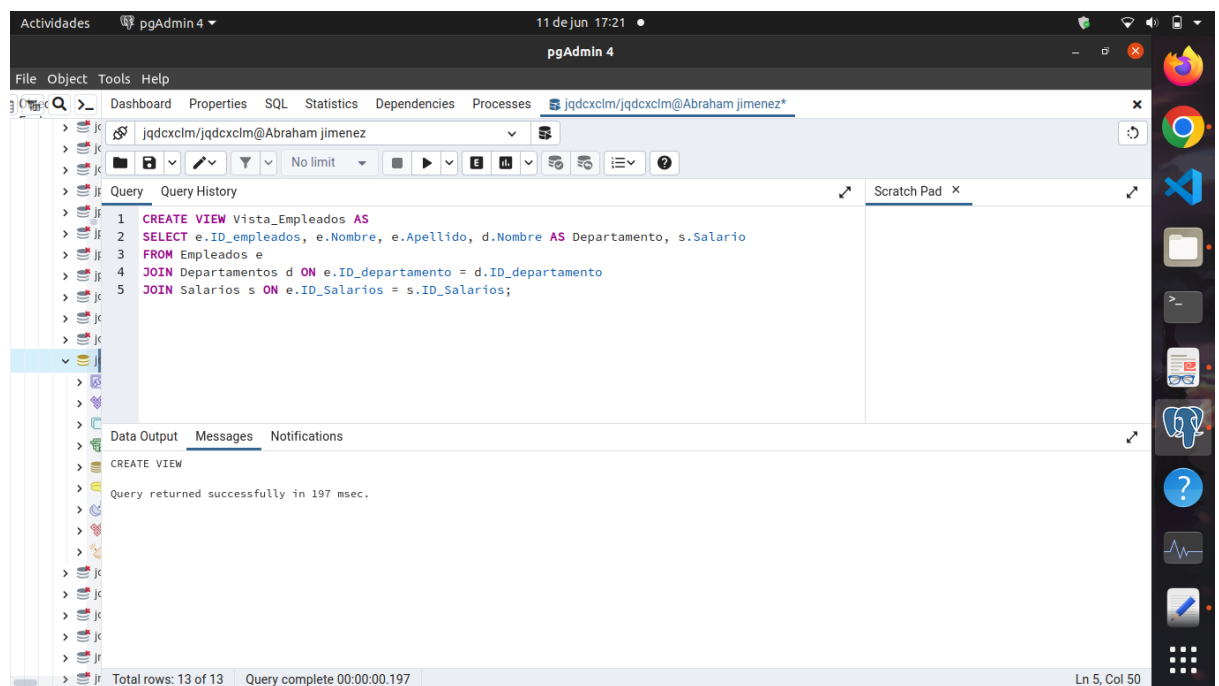 Actividades pgAdmin 4 11 de jun 17:21
pgAdmin 4
File Object Tools Help
Dashboard Properties SQL Statistics Dependencies Processes jqdcxclm/jqdcxclm@Abraham jimenez*
jqdcxclm/jqdcxclm@Abraham jimenez
No limit
Query Query History Scratch Pad
1 CREATE VIEW Vista_Empleados AS
2 SELECT e.ID_empleados, e.Nombre, e.Apellido, d.Nombre AS Departamento, s.Salario
3 FROM Empleados e
4 JOIN Departamentos d ON e.ID_departamento = d.ID_departamento
5 JOIN Salarios s ON e.ID_Salarios = s.ID_Salarios;
Data Output Messages Notifications
CREATE VIEW
Query returned successfully in 197 msec.
Total rows: 13 of 13 Query complete 00:00:00.197 Ln 5, Col 50